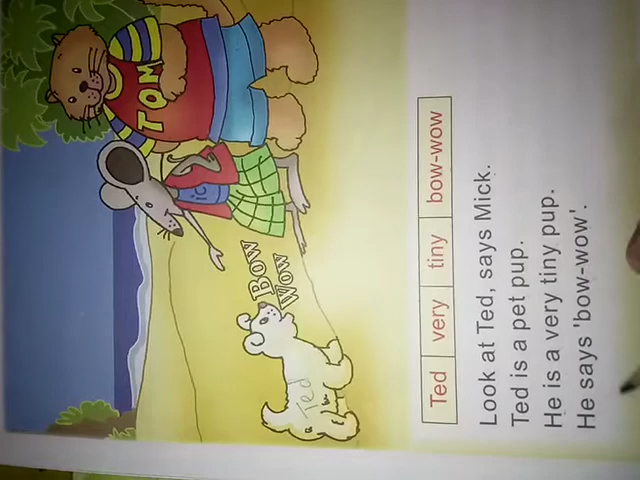 TOM
Bow
Wow
Ted
Ted very tiny bow-wow
Look at Ted, says Mick.
Ted is a pet pup.
He is a very tiny pup.
He says 'bow-wow'.